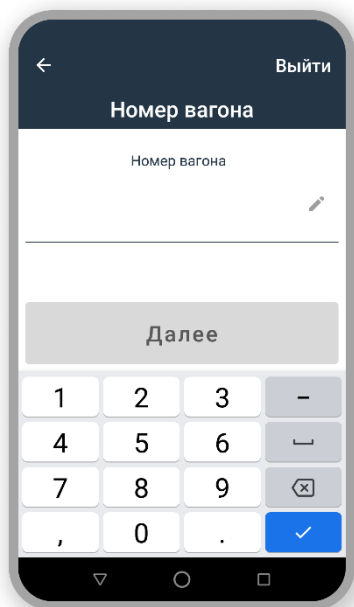 Выйти
Номер вагона
Номер вагона
Далее
1 2 3 -
4 5 6
7 8 9
, 0 .